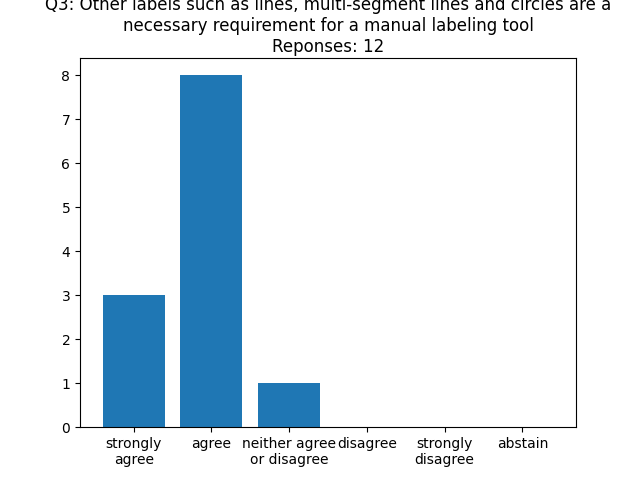 Q3: Other labels such as lines, multi-segment lines and circles are a
necessary requirement for a manual labeling tool
Reponses: 12
8
7
6
5
4
3
2
1
0
strongly agree neither agree disagree strongly abstain
agree or disagree disagree